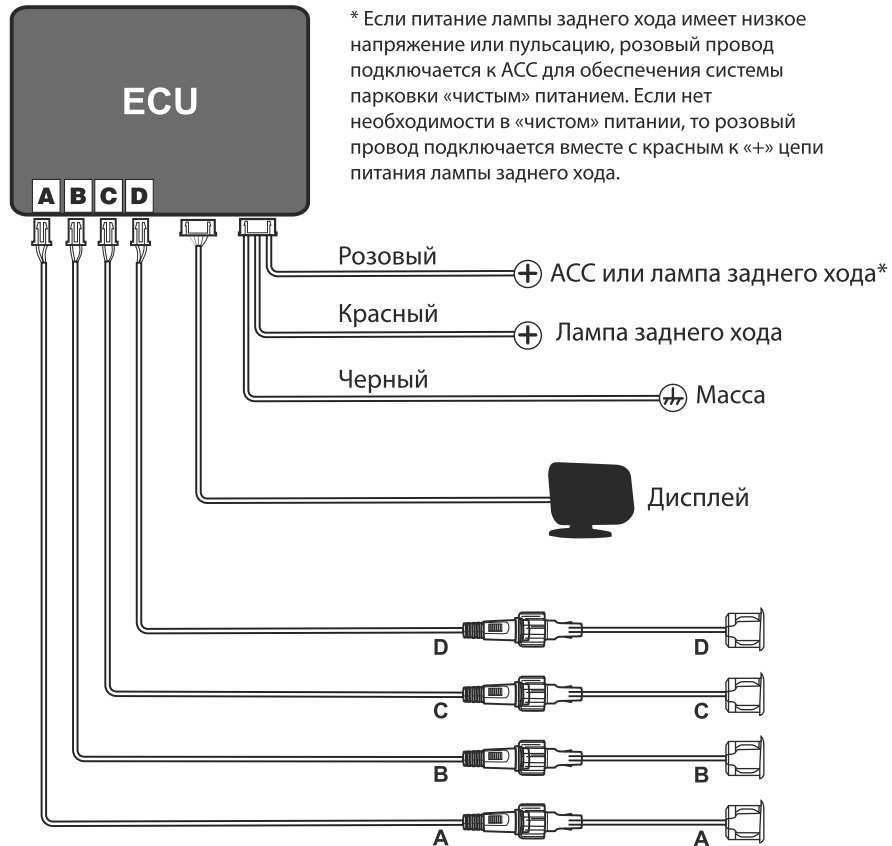 * Если питание лампы заднего хода имеет низкое
напряжение или пульсацию, розовый провод
подключается к АСС для обеспечения системы
парковки «чистым» питанием. Если нет
необходимости в «чистом» питании, то розовый
провод подключается вместе с красным к «+» цепи
питания лампы заднего хода.
ECU
A B C D
Розовый
АСС или лампа заднего хода*
Красный
Лампа заднего хода
Черный
Масса
Дисплей
D D
C C
B B
A A